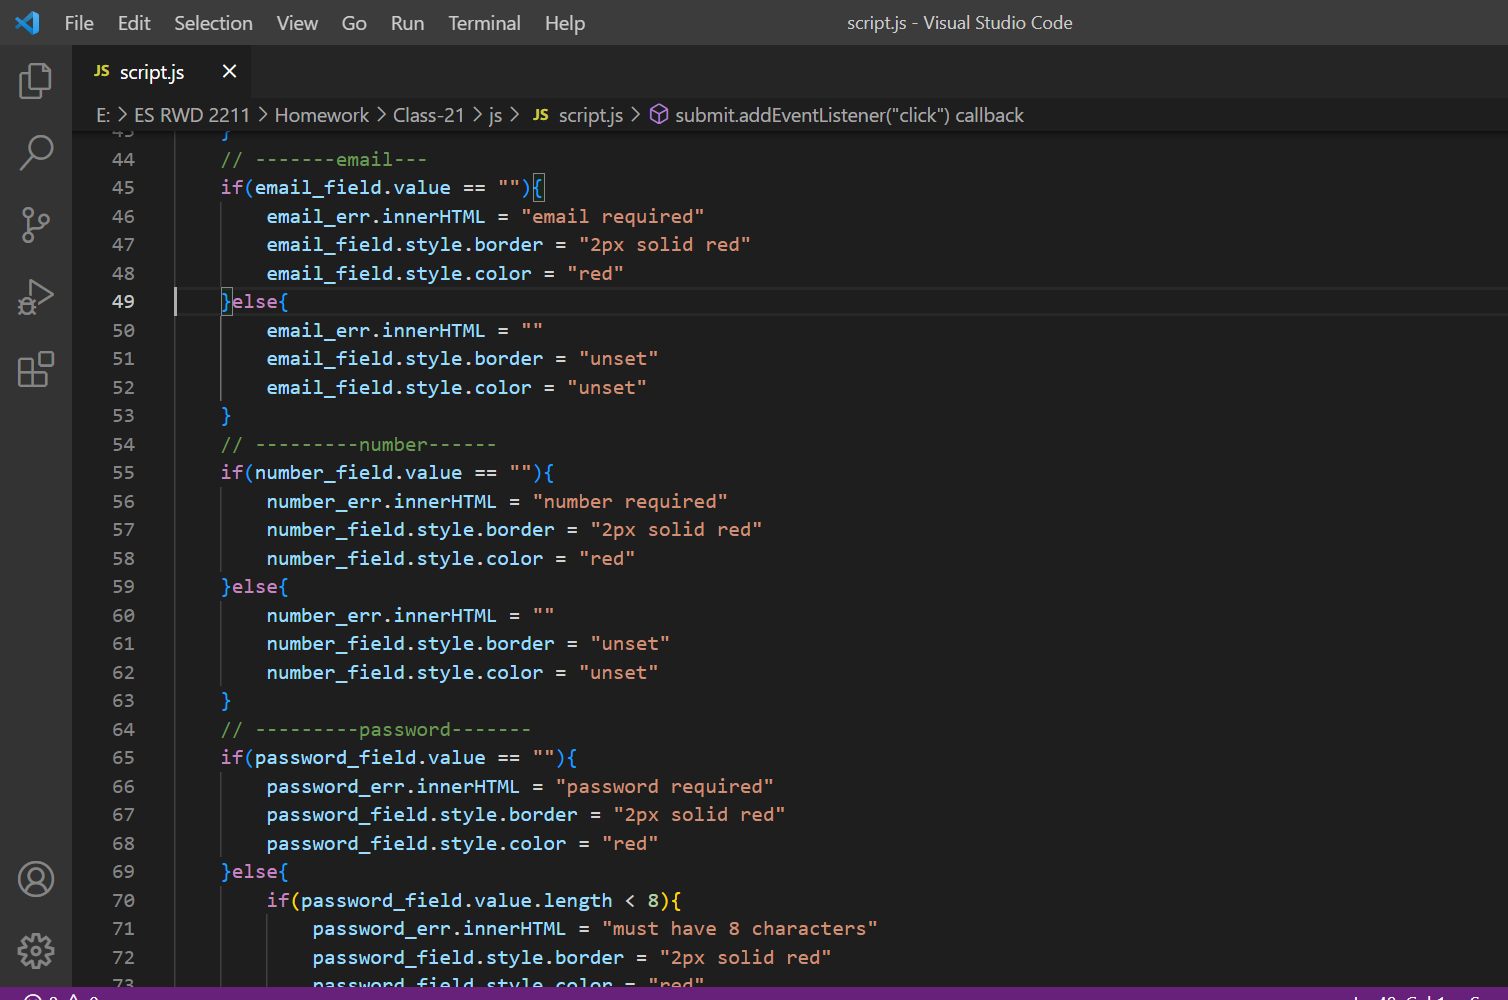 File Edit Selection View Go Run Terminal Help script.js - Visual Studio Code
JS script.js ×
E: > ES RWD 2211 > Homework > Class-21 > js > JS script.js > submit.addEventListener("click") callback
43 }
44 // -------email---
45 if(email_field.value == ""){
46 email_err.innerHTML = "email required"
47 email_field.style.border = "2px solid red"
48 email_field.style.color = "red"
49 }else{
50 email_err.innerHTML = ""
51 email_field.style.border = "unset"
52 email_field.style.color = "unset"
53 }
54 // ---------number------
55 if(number_field.value == ""){
56 number_err.innerHTML = "number required"
57 number_field.style.border = "2px solid red"
58 number_field.style.color = "red"
59 }else{
60 number_err.innerHTML = ""
61 number_field.style.border = "unset"
62 number_field.style.color = "unset"
63 }
64 // ---------password-------
65 if(password_field.value == ""){
66 password_err.innerHTML = "password required"
67 password_field.style.border = "2px solid red"
68 password_field.style.color = "red"
69 }else{
70 if(password_field.value.length < 8){
71 password_err.innerHTML = "must have 8 characters"
72 password_field.style.border = "2px solid red"
73 password_field.style.color = "red"